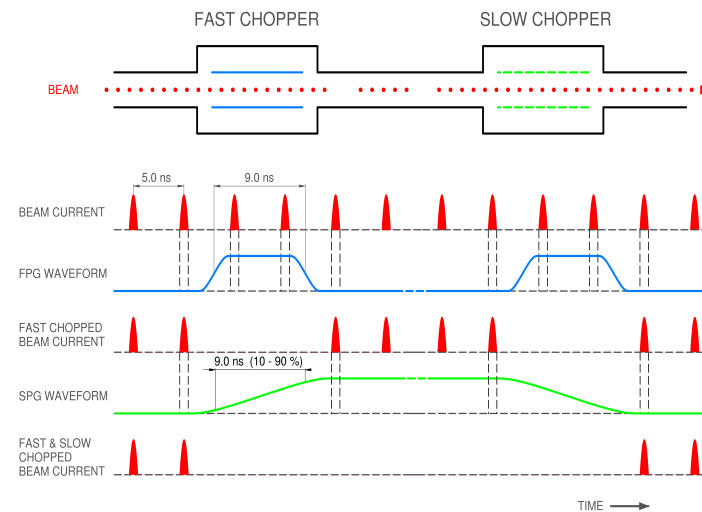 FAST CHOPPER
SLOW CHOPPER
BEAM
5.0 ns
9.0 ns
BEAM CURRENT
FPG WAVEFORM
FAST CHOPPED
BEAM CURRENT
9.0 ns (10 - 90 %)
SPG WAVEFORM
FAST & SLOW
CHOPPED
BEAM CURRENT
TIME